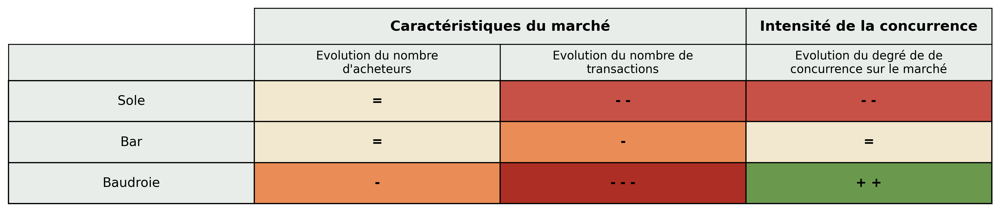 Caractéristiques du marché
Intensité de la concurrence
Evolution du nombre
d'acheteurs
Evolution du nombre de
transactions
Evolution du degré de de
concurrence sur le marché
Sole
=
- -
- -
Bar
=
-
=
Baudroie
-
- - -
+ +